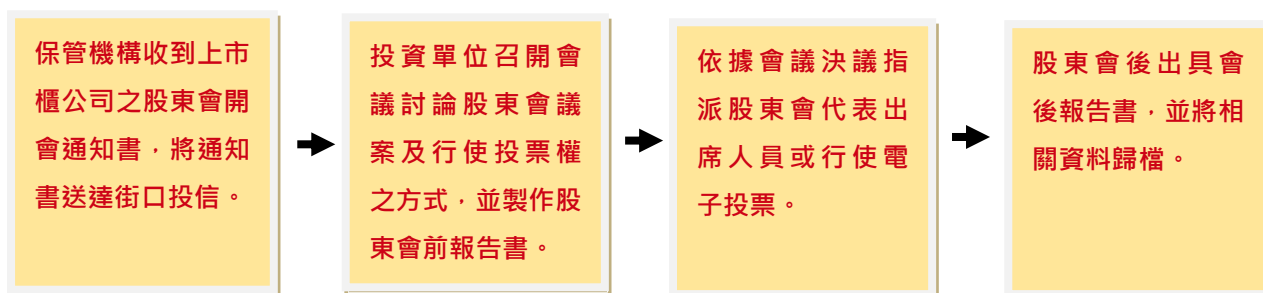 保管機構收到上市
櫃公司之股東會開
會通知書，將通知
書送達街口投信。
投資單位召開會
議討論股東會議
案及行使投票權
之方式，並製作股
東會前報告書。
依據會議決議指
派股東會代表出
席人員或行使電
子投票。
股東會後出具會
後報告書，並將相
關資料歸檔。